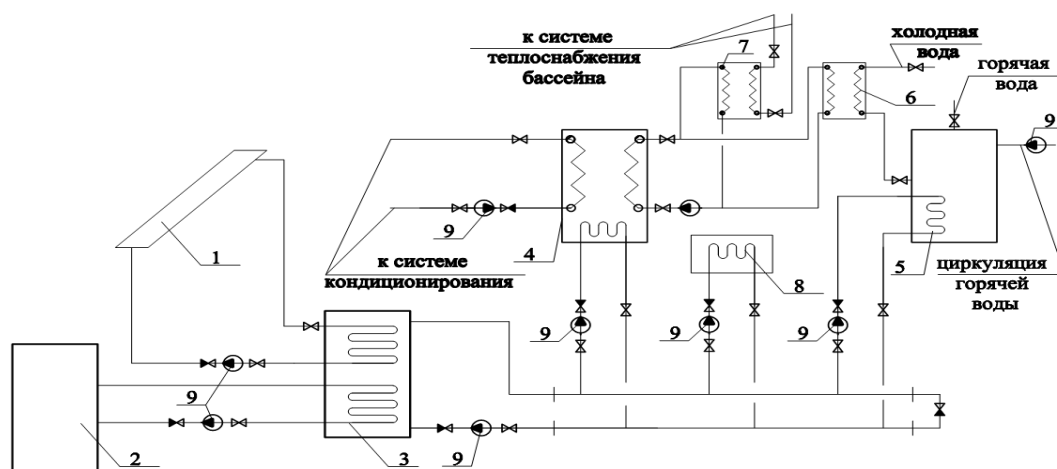 к системе
теплоснабжения
бассейна
7
холодная
вода
6
горячая
вода
9
1
9
4
8
5
к системе
кондиционирования
циркуляция
горячей
воды
9
9
9
9
2
3
9